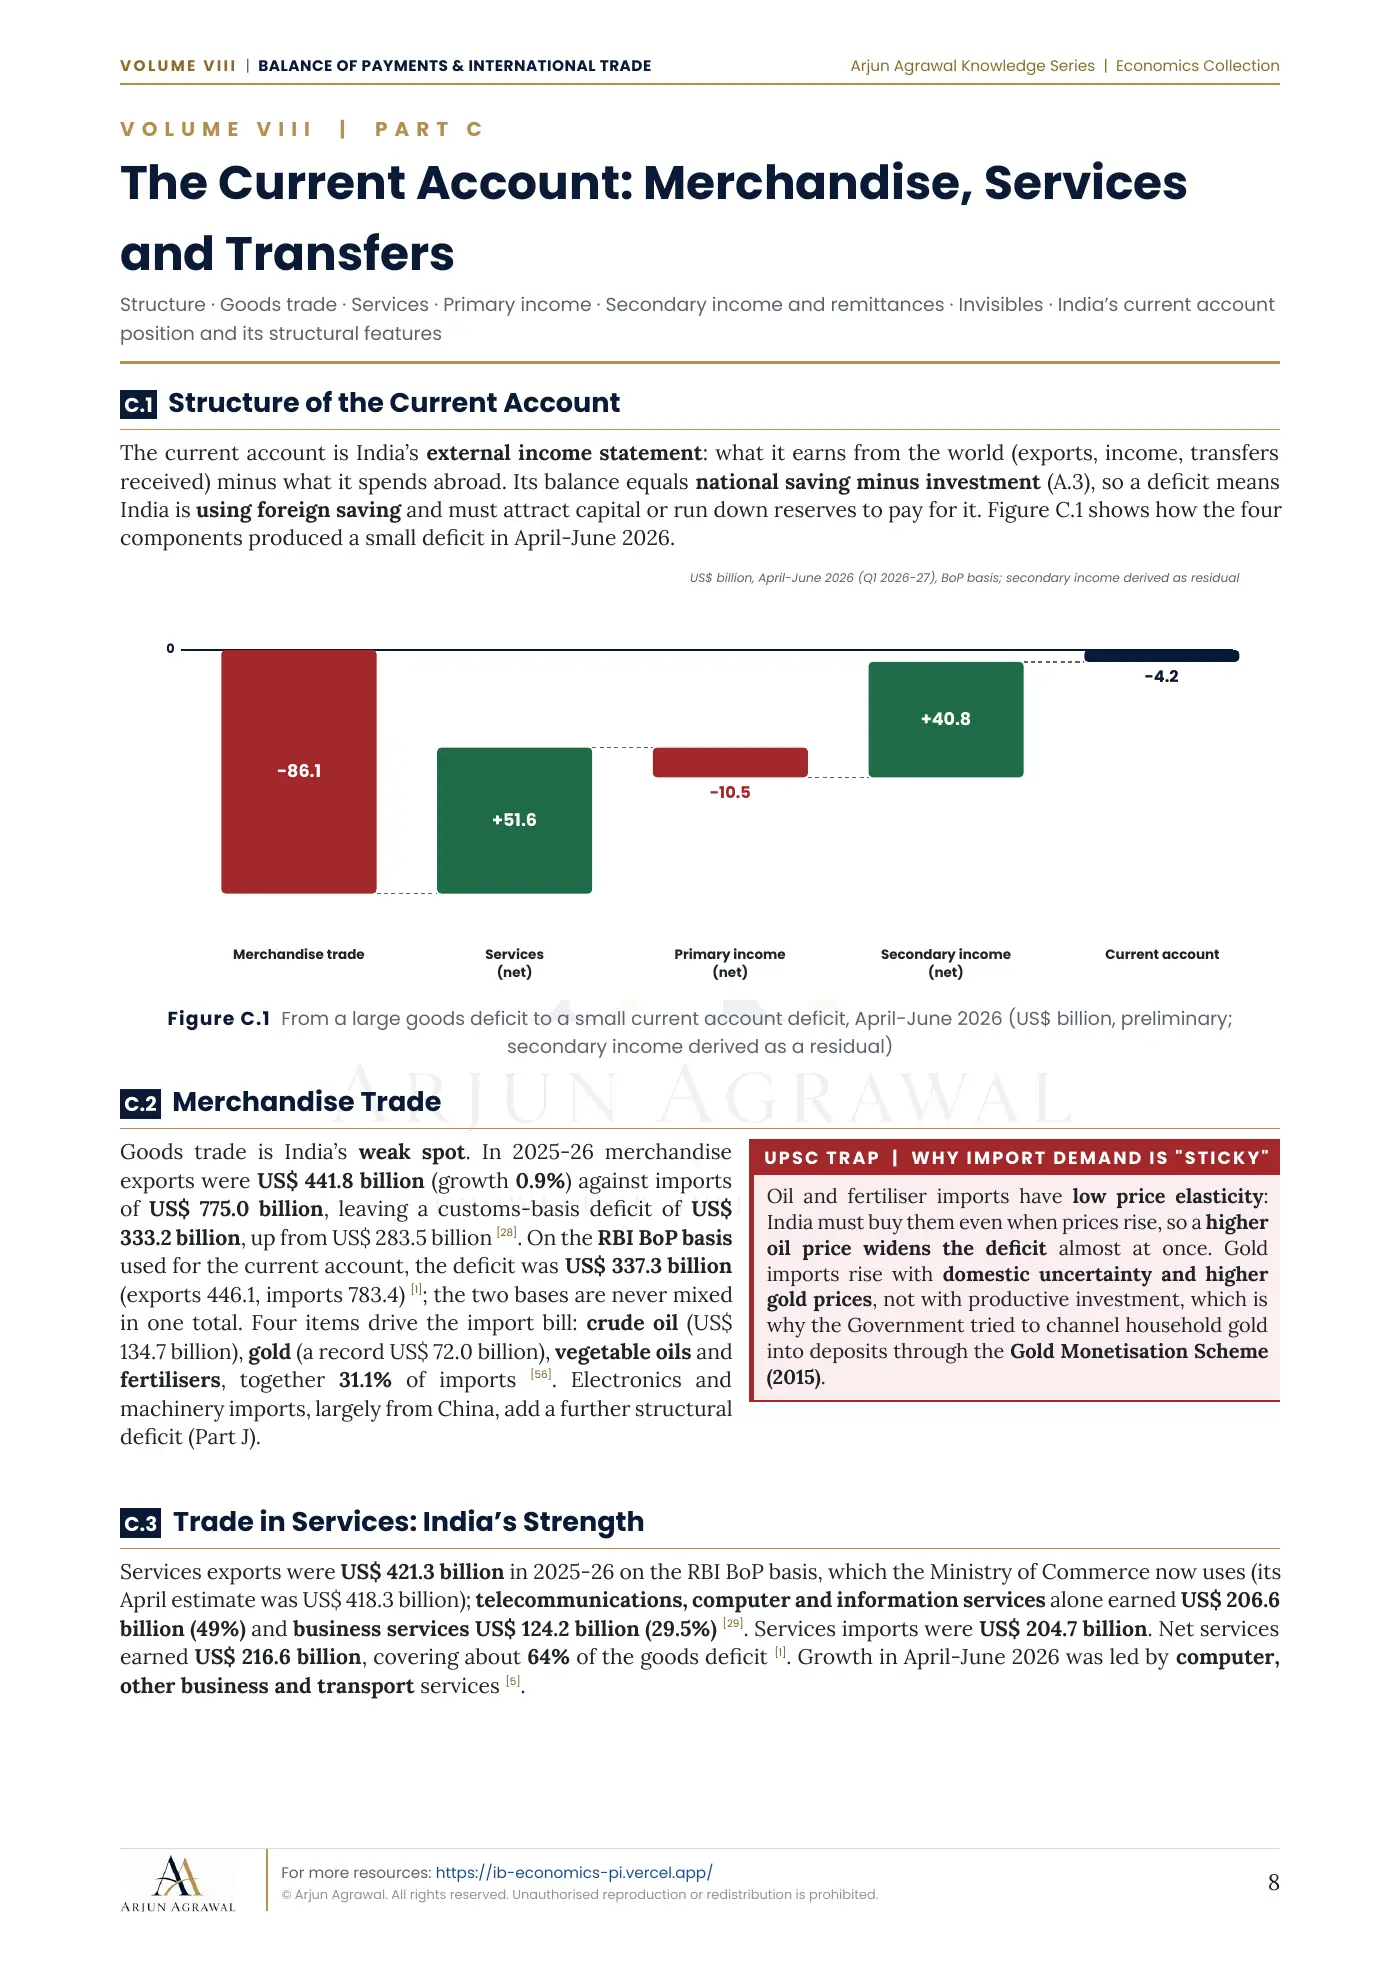 VOLUME VIII | BALANCE OF PAYMENTS & INTERNATIONAL TRADE
Arjun Agrawal Knowledge Series | Economics Collection
VOLUME VIII | PART C
The Current Account: Merchandise, Services
and Transfers
Structure · Goods trade · Services · Primary income · Secondary income and remittances · Invisibles · India’s current account
position and its structural features
C.1 Structure of the Current Account
The current account is India’s external income statement: what it earns from the world (exports, income, transfers
received) minus what it spends abroad. Its balance equals national saving minus investment (A.3), so a deficit means
India is using foreign saving and must attract capital or run down reserves to pay for it. Figure C.1 shows how the four
components produced a small deficit in April-June 2026.
US$ billion, April-June 2026 (Q1 2026-27), BoP basis; secondary income derived as residual
0
-86.1
+51.6
-10.5
+40.8
-4.2
Merchandise trade
Services
(net)
Primary income
(net)
Secondary income
(net)
Current account
Figure C.1 From a large goods deficit to a small current account deficit, April-June 2026 (US$ billion, preliminary;
secondary income derived as a residual)
ARJUN AGRAWAL
C.2 Merchandise Trade
Goods trade is India’s weak spot. In 2025-26 merchandise
exports were US$ 441.8 billion (growth 0.9%) against imports
of US$ 775.0 billion, leaving a customs-basis deficit of US$
333.2 billion, up from US$ 283.5 billion [28]. On the RBI BoP basis
used for the current account, the deficit was US$ 337.3 billion
(exports 446.1, imports 783.4) [1]; the two bases are never mixed
in one total. Four items drive the import bill: crude oil (US$
134.7 billion), gold (a record US$ 72.0 billion), vegetable oils and
fertilisers, together 31.1% of imports [56]. Electronics and
machinery imports, largely from China, add a further structural
deficit (Part J).
UPSC TRAP | WHY IMPORT DEMAND IS "STICKY"
Oil and fertiliser imports have low price elasticity:
India must buy them even when prices rise, so a higher
oil price widens the deficit almost at once. Gold
imports rise with domestic uncertainty and higher
gold prices, not with productive investment, which is
why the Government tried to channel household gold
into deposits through the Gold Monetisation Scheme
(2015).
C.3 Trade in Services: India’s Strength
Services exports were US$ 421.3 billion in 2025-26 on the RBI BoP basis, which the Ministry of Commerce now uses (its
April estimate was US$ 418.3 billion); telecommunications, computer and information services alone earned US$ 206.6
billion (49%) and business services US$ 124.2 billion (29.5%) [29]. Services imports were US$ 204.7 billion. Net services
earned US$ 216.6 billion, covering about 64% of the goods deficit [1]. Growth in April-June 2026 was led by computer,
other business and transport services [5].
ARJUN AGRAWAL
For more resources: https://ib-economics-pi.vercel.app/
© Arjun Agrawal. All rights reserved. Unauthorised reproduction or redistribution is prohibited.
8